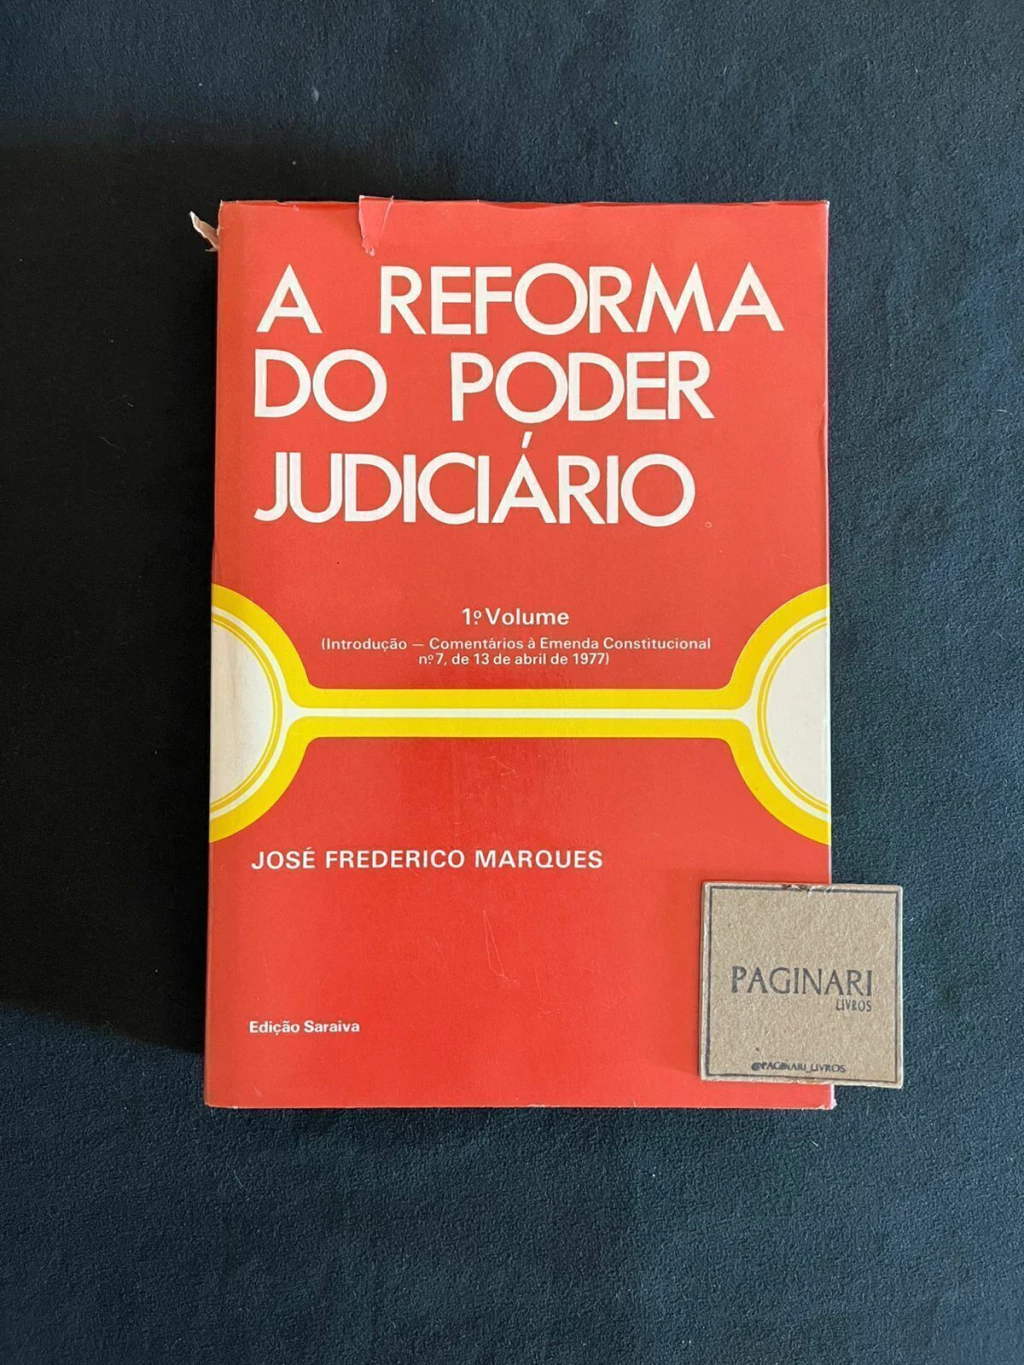 A REFORMA
DO PODER
JUDICIÁRIO
1º Volume
(Introdução — Comentários à Emenda Constitucional
nº 7, de 13 de abril de 1977)
JOSÉ FREDERICO MARQUES
Edição Saraiva
PAGINARI
LIVROS
@PAGINARI_LIVROS